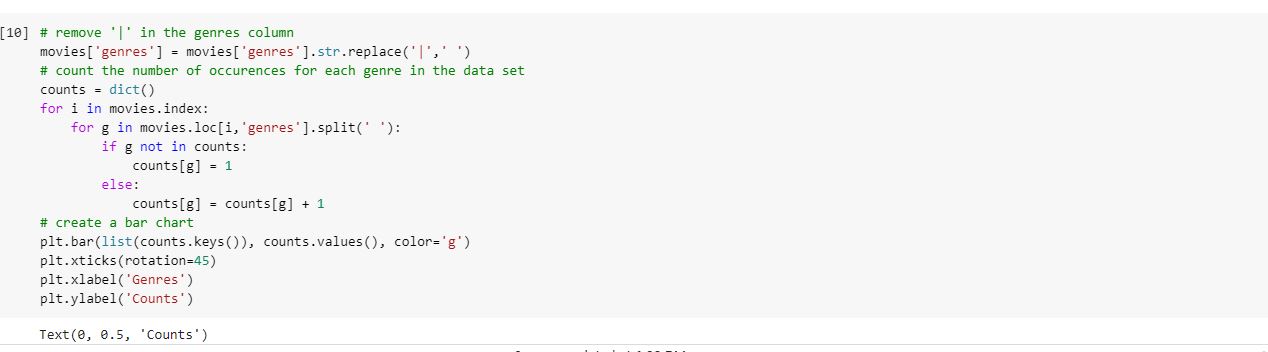 [10] # remove '|' in the genres column
movies['genres'] = movies['genres'].str.replace('|',' ')
# count the number of occurences for each genre in the data set
counts = dict()
for i in movies.index:
    for g in movies.loc[i,'genres'].split(' '):
        if g not in counts:
            counts[g] = 1
        else:
            counts[g] = counts[g] + 1
# create a bar chart
plt.bar(list(counts.keys()), counts.values(), color='g')
plt.xticks(rotation=45)
plt.xlabel('Genres')
plt.ylabel('Counts')
Text(0, 0.5, 'Counts')